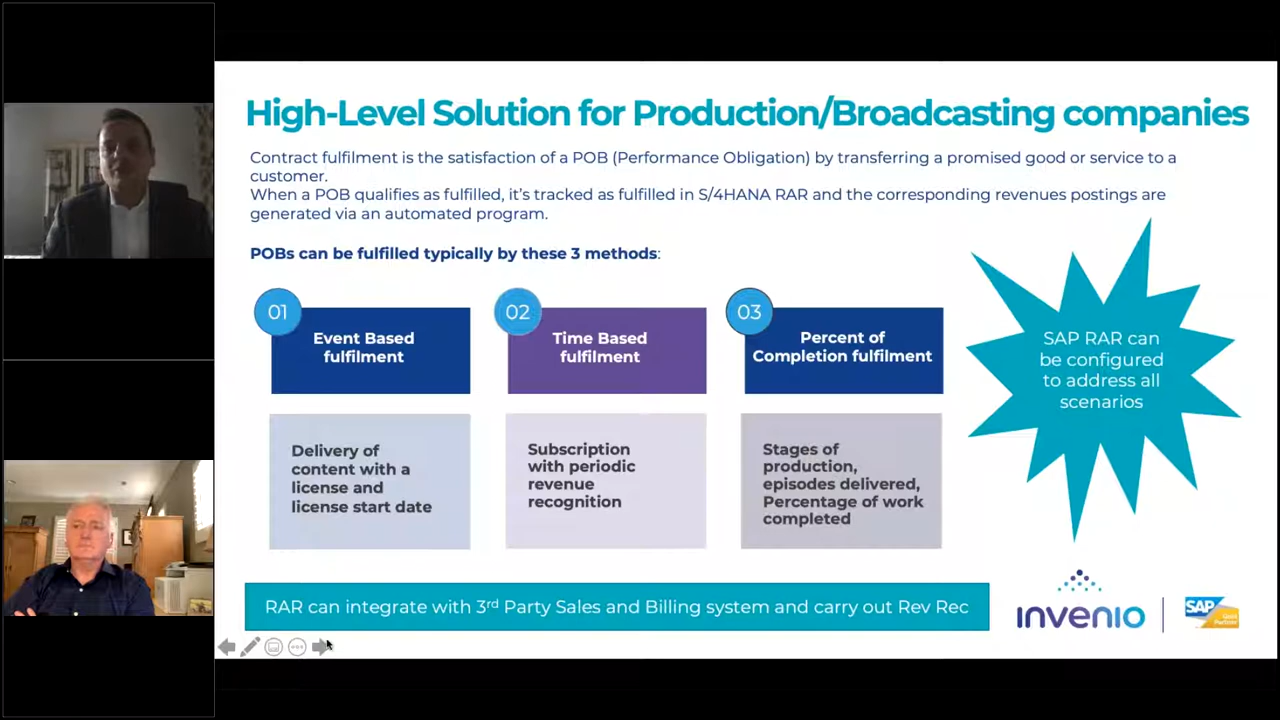 High-Level Solution for Production/Broadcasting companies
Contract fulfilment is the satisfaction of a POB (Performance Obligation) by transferring a promised good or service to a
customer.
When a POB qualifies as fulfilled, it's tracked as fulfilled in S/4HANA RAR and the corresponding revenues postings are
generated via an automated program.
POBs can be fulfilled typically by these 3 methods:
01
Event Based
fulfilment
Delivery of
content with a
license and
license start date
02
Time Based
fulfilment
Subscription
with periodic
revenue
recognition
03
Percent of
Completion fulfilment
Stages of
production,
episodes delivered,
Percentage of work
completed
SAP RAR can
be configured
to address all
scenarios
RAR can integrate with 3rd Party Sales and Billing system and carry out Rev Rec
invenio
SAP
Gold
Partner